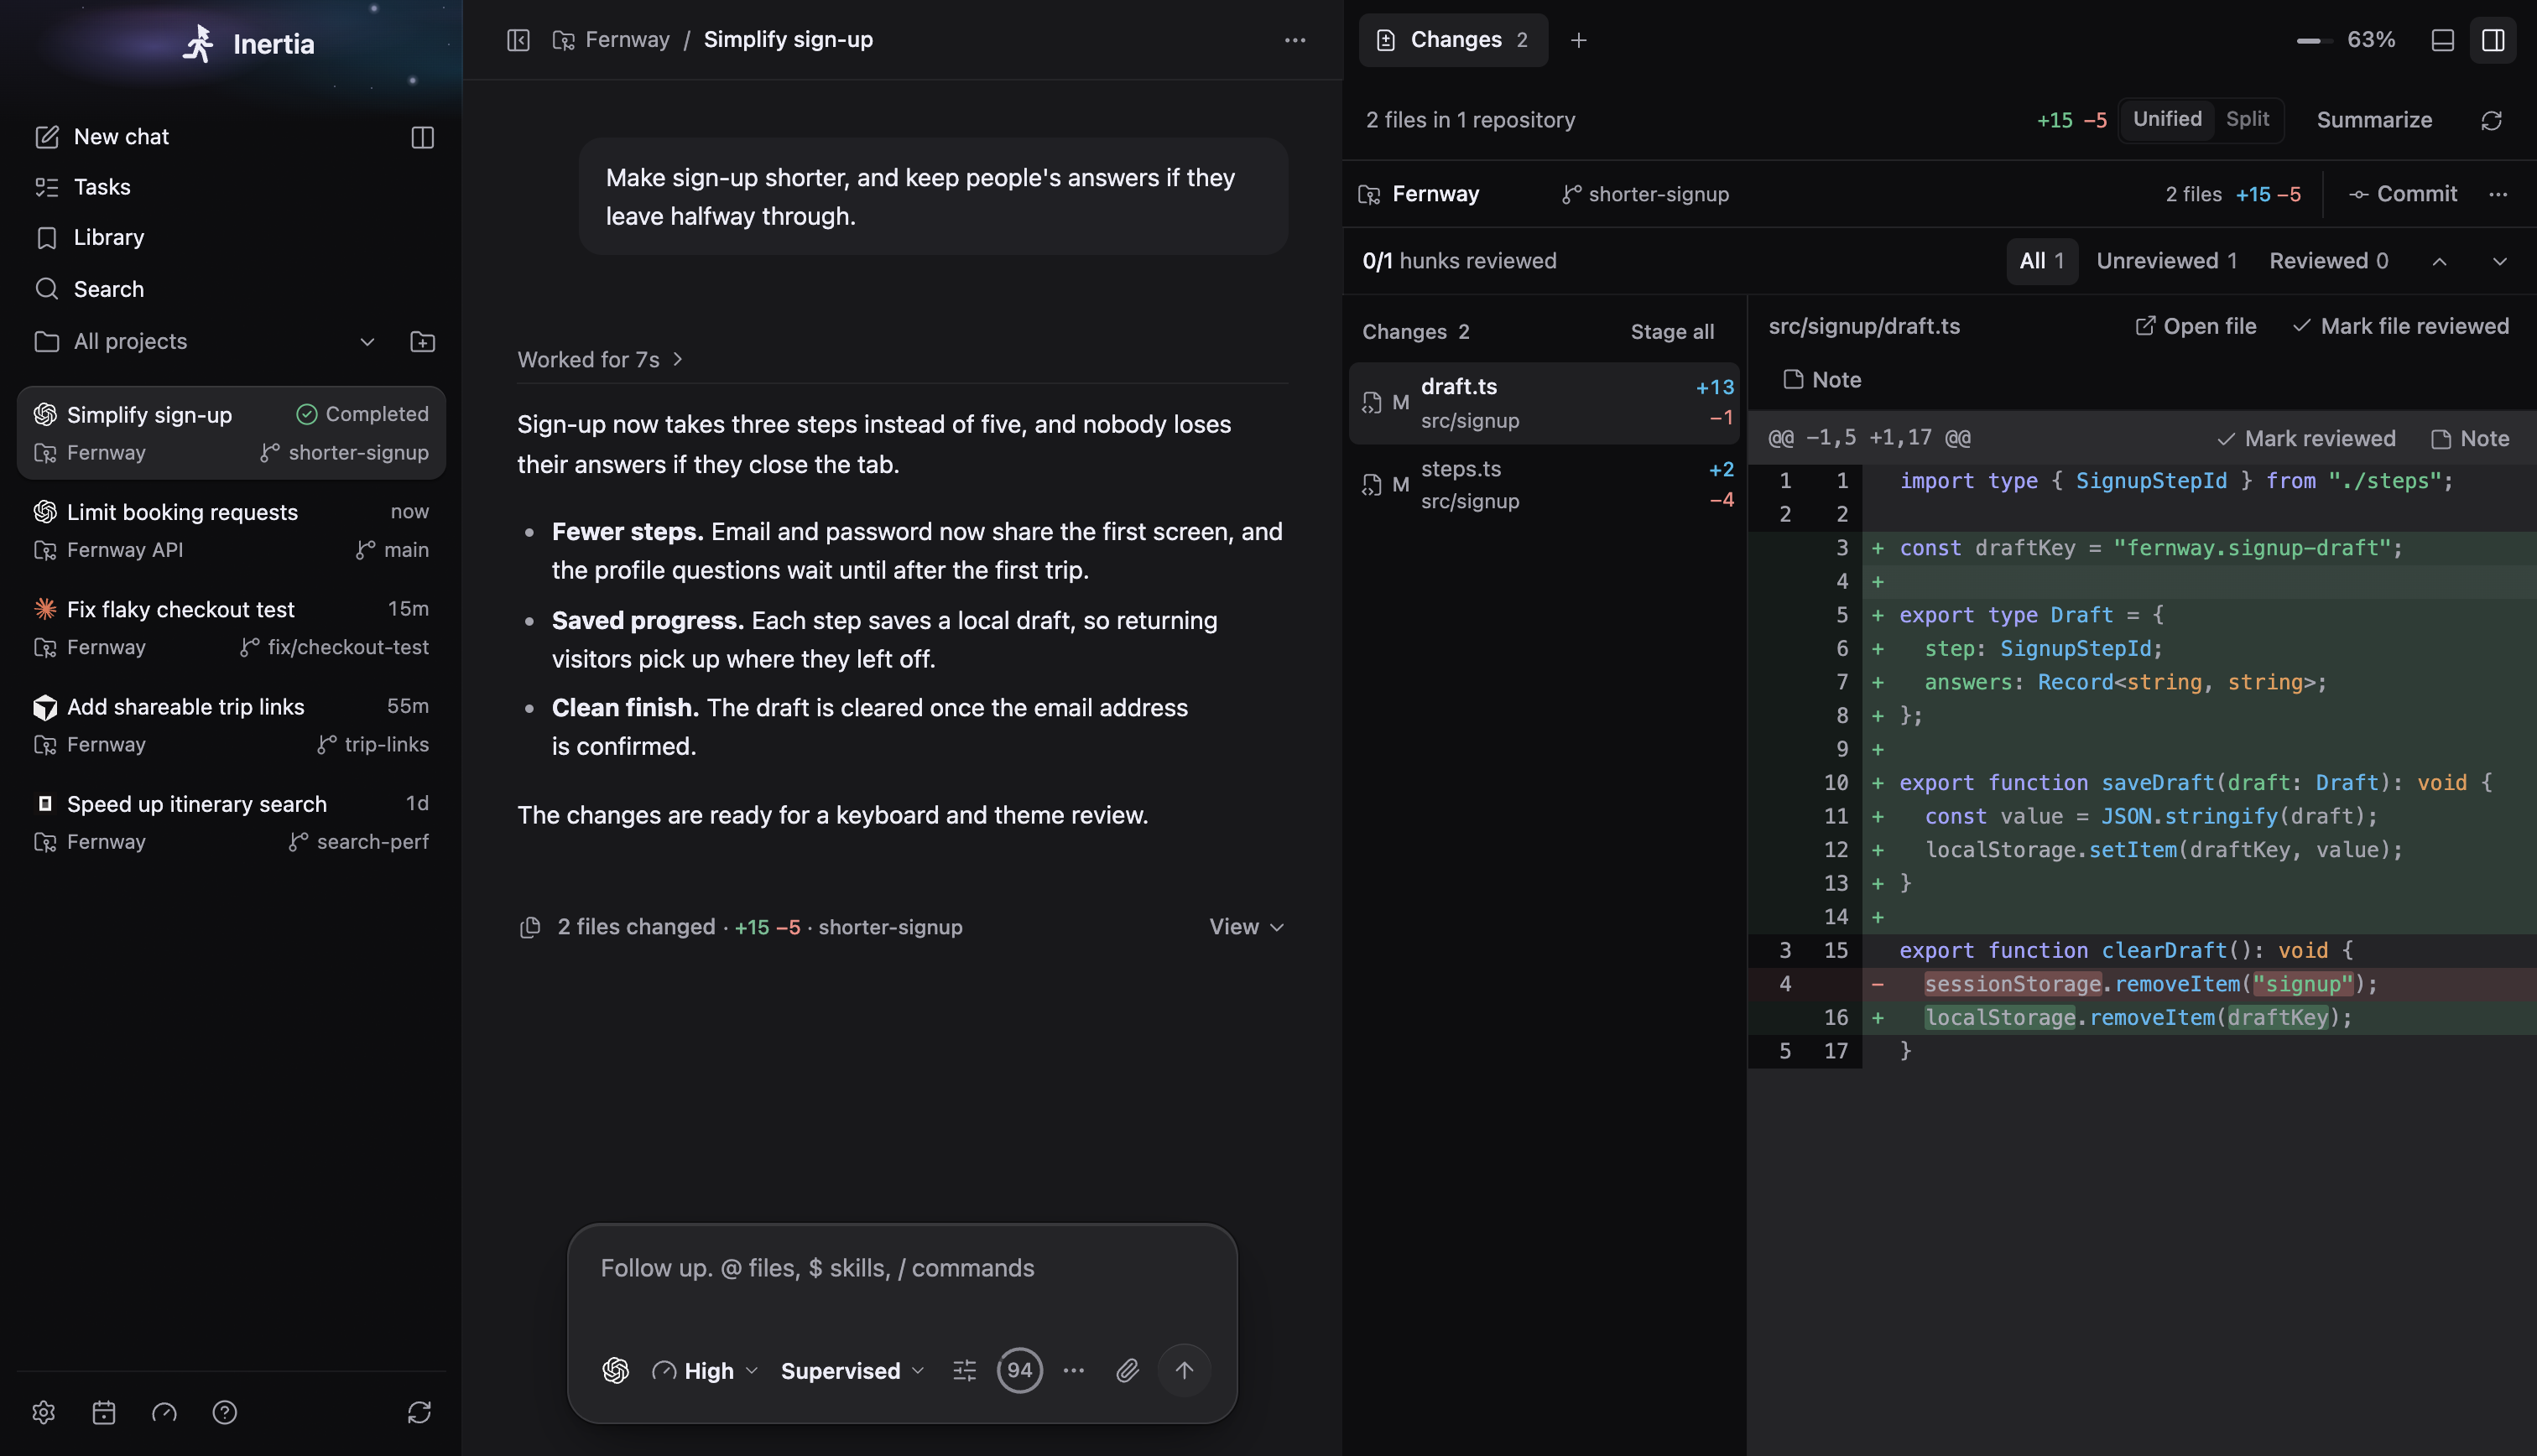 Inertia
New chat
Tasks
Library
Search
All projects
Simplify sign-up Completed
Fernway shorter-signup
Limit booking requests now
Fernway API main
Fix flaky checkout test 15m
Fernway fix/checkout-test
Add shareable trip links 55m
Fernway trip-links
Speed up itinerary search 1d
Fernway search-perf
Fernway / Simplify sign-up
Make sign-up shorter, and keep people's answers if they
leave halfway through.
Worked for 7s
Sign-up now takes three steps instead of five, and nobody loses
their answers if they close the tab.
• Fewer steps. Email and password now share the first screen, and
the profile questions wait until after the first trip.
• Saved progress. Each step saves a local draft, so returning
visitors pick up where they left off.
• Clean finish. The draft is cleared once the email address
is confirmed.
The changes are ready for a keyboard and theme review.
2 files changed · +15 −5 · shorter-signup View
Follow up. @ files, $ skills, / commands
High Supervised 94
Changes 2 63%
2 files in 1 repository +15 −5 Unified Split Summarize
Fernway shorter-signup 2 files +15 −5 Commit
0/1 hunks reviewed All 1 Unreviewed 1 Reviewed 0
Changes 2 Stage all
M draft.ts +13
src/signup −1
M steps.ts +2
src/signup −4
src/signup/draft.ts Open file Mark file reviewed
Note
@@ −1,5 +1,17 @@ Mark reviewed Note
1 1 import type { SignupStepId } from "./steps";
2 2
3 + const draftKey = "fernway.signup-draft";
4 +
5 + export type Draft = {
6 + step: SignupStepId;
7 + answers: Record<string, string>;
8 + };
9 +
10 + export function saveDraft(draft: Draft): void {
11 + const value = JSON.stringify(draft);
12 + localStorage.setItem(draftKey, value);
13 + }
14 +
3 15 export function clearDraft(): void {
4 − sessionStorage.removeItem("signup");
16 + localStorage.removeItem(draftKey);
5 17 }